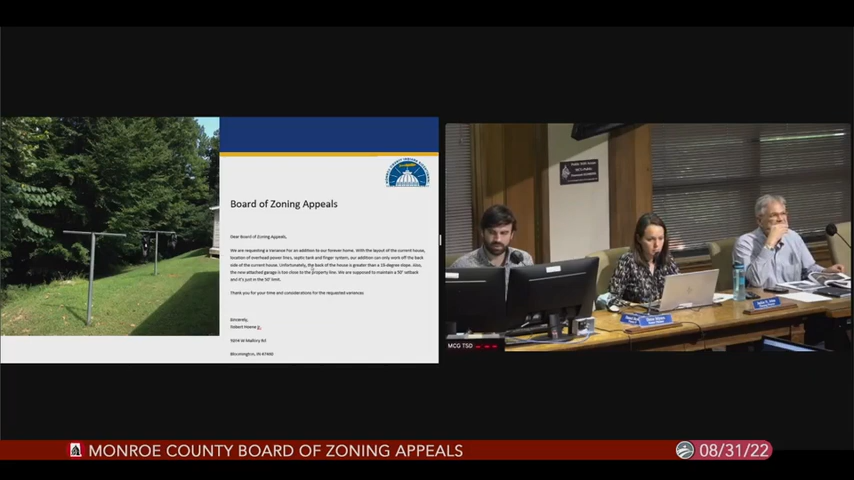 Board of Zoning Appeals
Dear Board of Zoning Appeals,
We are requesting a Variance For an addition to our forever home. With the layout of the current house,
location of overhead power lines, septic tank and finger system, our addition can only work off the back
side of the current house. Unfortunately, the back of the house is greater than a 15-degree slope. Also,
the new attached garage is too close to the property line. We are supposed to maintain a 50' setback
and it's just in the 50' limit.
Thank you for your time and considerations for the requested variances
Sincerely,
Bloomington, IN
MCG TSD
MONROE COUNTY BOARD OF ZONING APPEALS
08/31/22